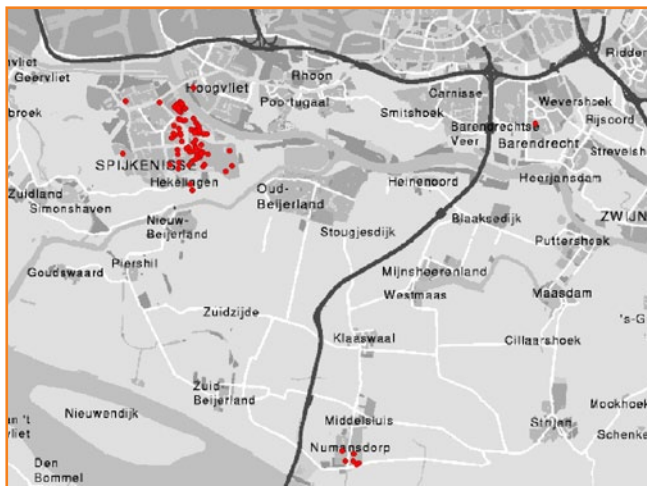 Ridder
nvliet
Geervliet
Hoogvliet
Rhoon
Poortugaal
Carnisse
Wevershoek
broek
Smitshoek
Rijsoord
Barendrechtse
Veer
Barendrecht
Strevelsh
SPIJKENISSE
Hekelingen
Heinenoord
Heerjansdam
Zuidland
Simonshaven
Oud-
Beijerland
Nieuw-
Beijerland
Blaaksedijk
ZWIJN
Stougjesdijk
Puttershoek
Piershil
Goudswaard
Mijnsheerenland
Westmaas
Maasdam
Zuidzijde
's-G
Klaaswaal
Cillaarshoek
Zuid-
Beijerland
Nieuwendijk
Middelsluis
Mookhoek
an 't
vliet
Strijen
Schenke
Numansdorp
Den
Bommel